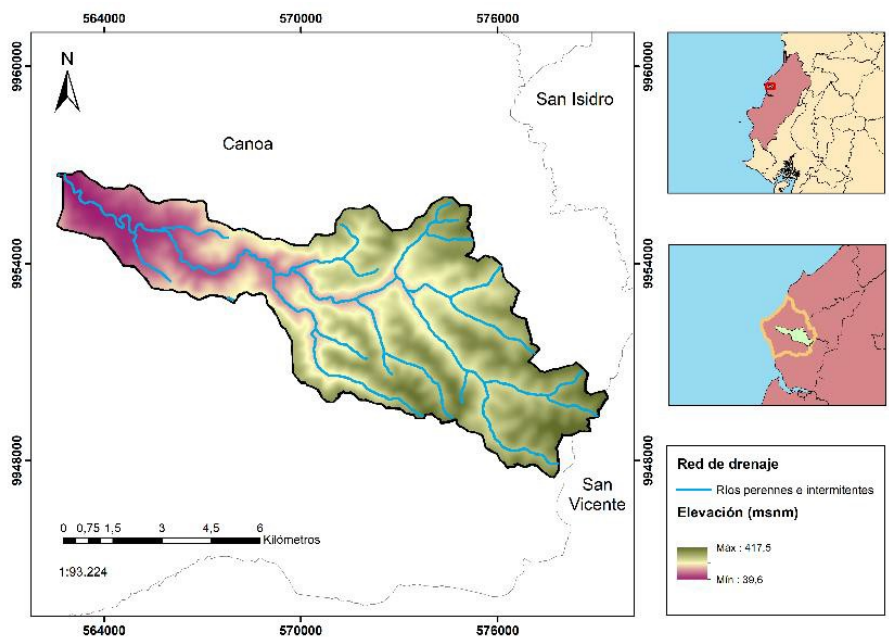 564000 570000 576000
9960000 9960000
N
San Isidro
Canoa
9954000 9954000
9948000 9948000
San
Vicente
0 0,75 1,5 3 4,5 6
Kilómetros
1:93.224
564000 570000 576000
Red de drenaje
Ríos perennes e intermitentes
Elevación (msnm)
Máx : 417,5
Mín : 39,6